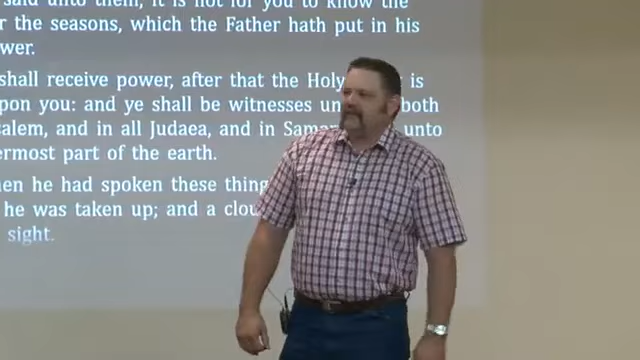 said unto them, it is not for you to know the
r the seasons, which the Father hath put in his
wer.
shall receive power, after that the Holy is
pon you: and ye shall be witnesses un both
salem, and in all Judaea, and in Sama unto
ermost part of the earth.
en he had spoken these thing
he was taken up; and a clou
sight.